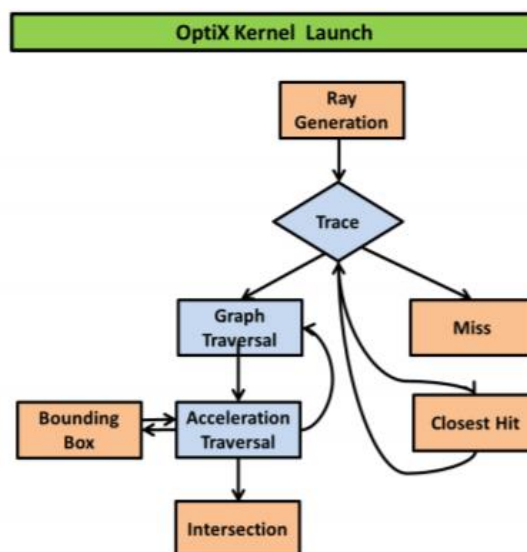 OptiX Kernel Launch
Ray
Generation
Trace
Graph
Traversal
Miss
Bounding
Box
Acceleration
Traversal
Closest Hit
Intersection